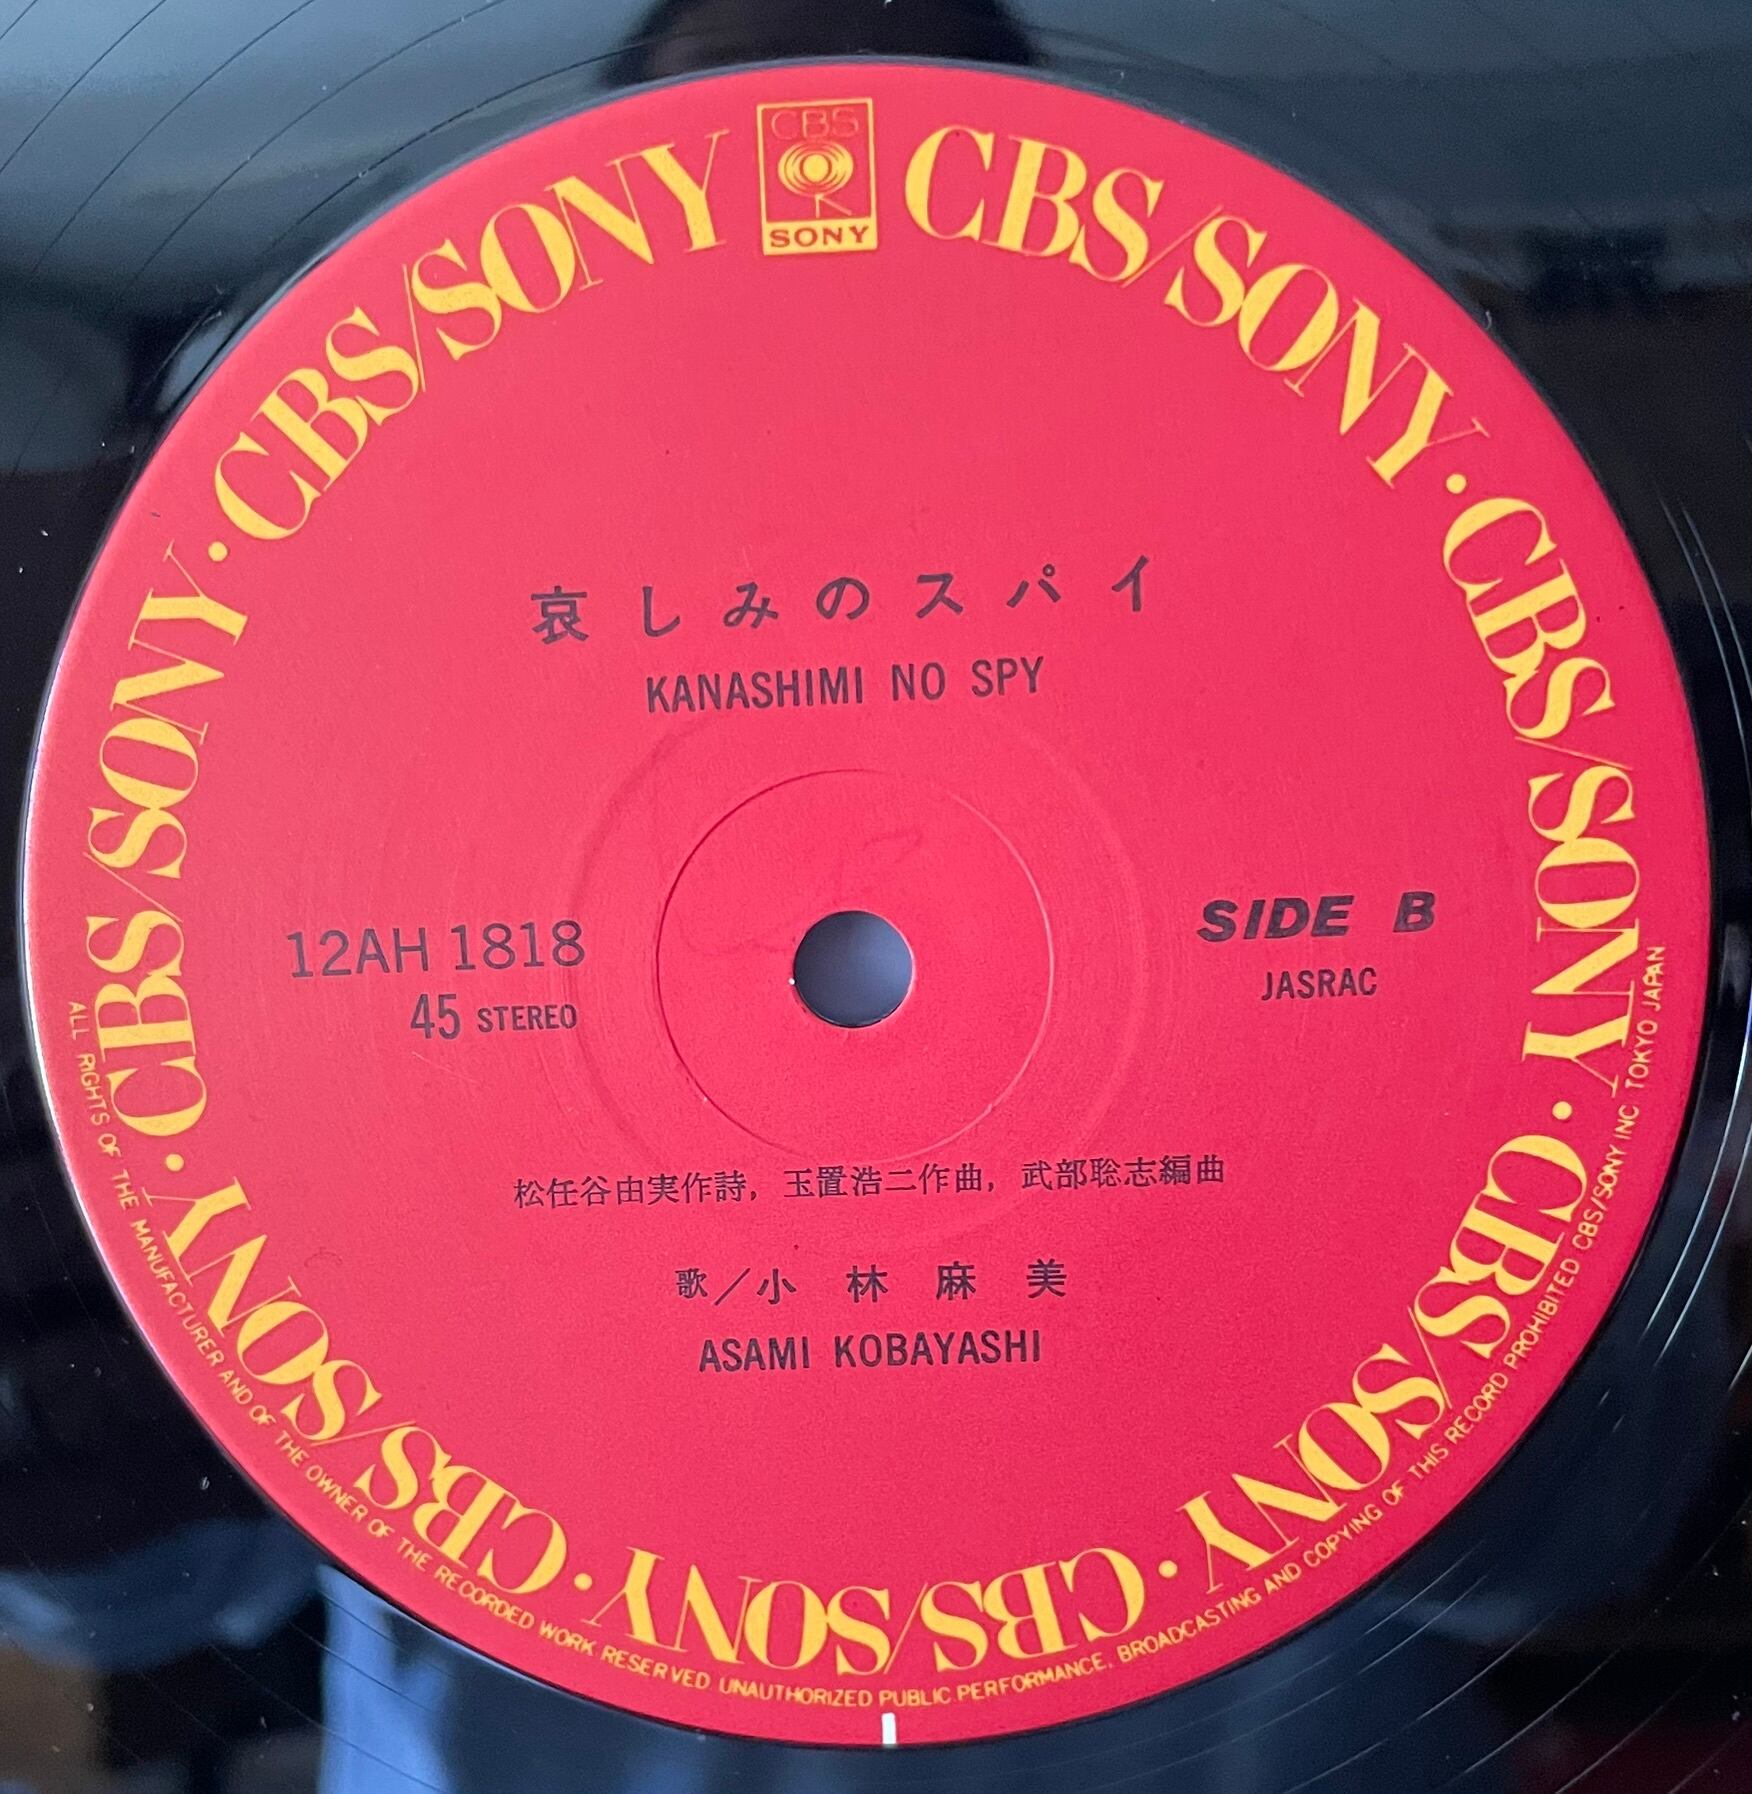 CBS
SONY
CBS/SONY · CBS/SONY · CBS/SONY · CBS/SONY · CBS/SONY · CBS/SONY · CBS/SONY
哀しみのスパイ
KANASHIMI NO SPY
12AH 1818
45 STEREO
SIDE B
JASRAC
松任谷由実作詩, 玉置浩二作曲, 武部聡志編曲
歌／小林麻美
ASAMI KOBAYASHI
ALL RIGHTS OF THE MANUFACTURER AND OF THE OWNER OF THE RECORDED WORK RESERVED UNAUTHORIZED PUBLIC PERFORMANCE, BROADCASTING AND COPYING OF THIS RECORD PROHIBITED CBS/SONY INC TOKYO JAPAN